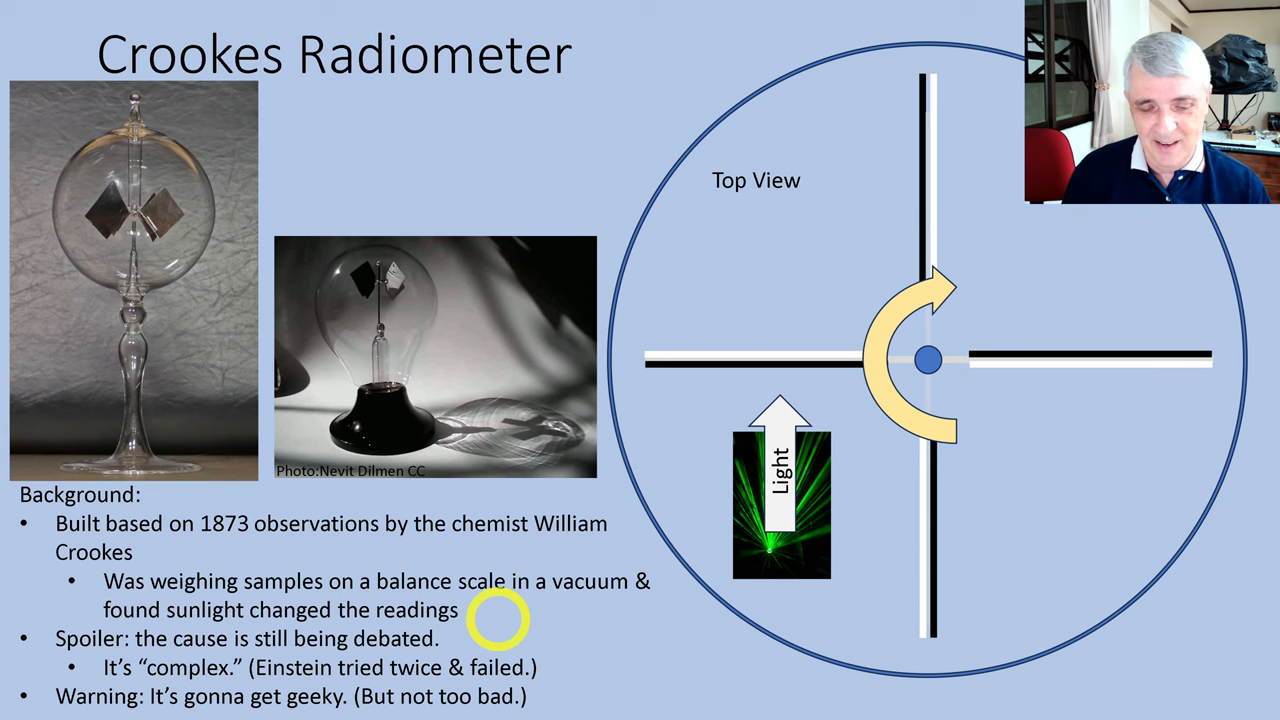 Crookes Radiometer
Top View
Light
Photo:Nevit Dilmen CC
Background:
• Built based on 1873 observations by the chemist William
Crookes
• Was weighing samples on a balance scale in a vacuum &
found sunlight changed the readings
• Spoiler: the cause is still being debated.
• It’s “complex.” (Einstein tried twice & failed.)
• Warning: It’s gonna get geeky. (But not too bad.)